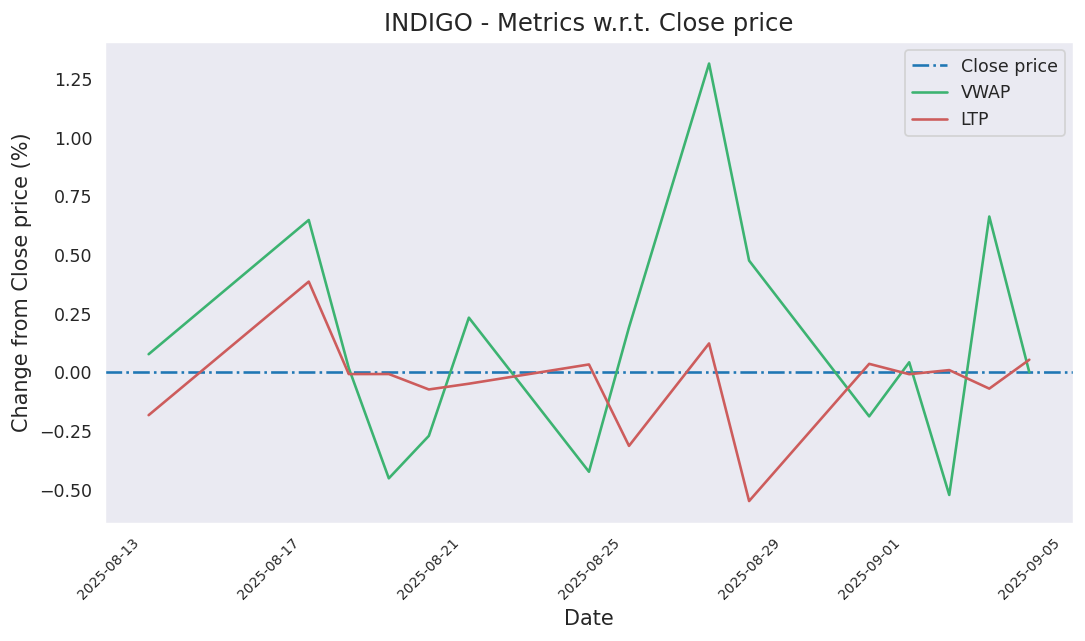 INDIGO - Metrics w.r.t. Close price
Change from Close price (%)
1.25
1.00
0.75
0.50
0.25
0.00
−0.25
−0.50
Close price
VWAP
LTP
2025-08-13
2025-08-17
2025-08-21
2025-08-25
2025-08-29
2025-09-01
2025-09-05
Date